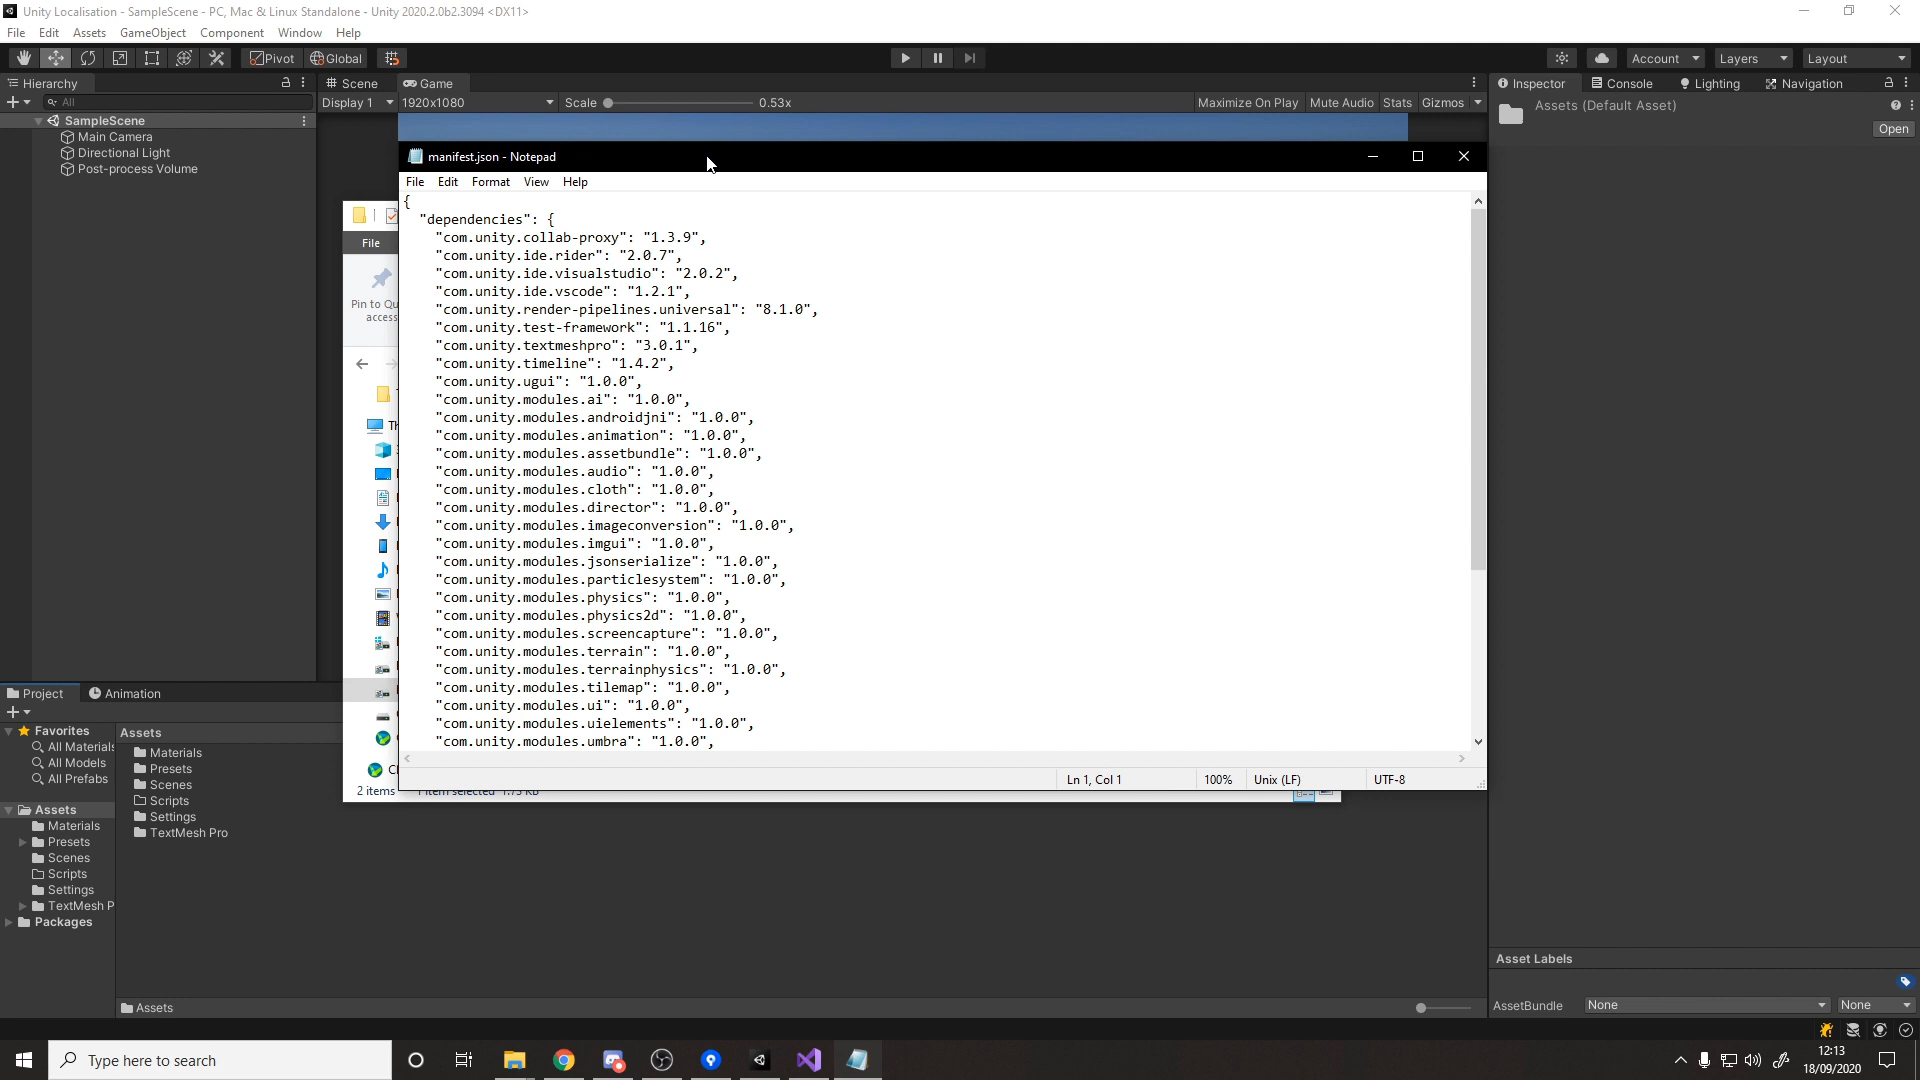 Unity Localisation - SampleScene - PC, Mac & Linux Standalone - Unity 2020.2.0b2.3094 <DX11>
File Edit Assets GameObject Component Window Help
Pivot Global Account Layers Layout
Hierarchy Scene Game Inspector Console Lighting Navigation
All Display 1 1920x1080 Scale 0.53x Maximize On Play Mute Audio Stats Gizmos
Assets (Default Asset)
Open
SampleScene
Main Camera
Directional Light
Post-process Volume
manifest.json - Notepad
File Edit Format View Help
{
"dependencies": {
"com.unity.collab-proxy": "1.3.9",
"com.unity.ide.rider": "2.0.7",
"com.unity.ide.visualstudio": "2.0.2",
"com.unity.ide.vscode": "1.2.1",
"com.unity.render-pipelines.universal": "8.1.0",
"com.unity.test-framework": "1.1.16",
"com.unity.textmeshpro": "3.0.1",
"com.unity.timeline": "1.4.2",
"com.unity.ugui": "1.0.0",
"com.unity.modules.ai": "1.0.0",
"com.unity.modules.androidjni": "1.0.0",
"com.unity.modules.animation": "1.0.0",
"com.unity.modules.assetbundle": "1.0.0",
"com.unity.modules.audio": "1.0.0",
"com.unity.modules.cloth": "1.0.0",
"com.unity.modules.director": "1.0.0",
"com.unity.modules.imageconversion": "1.0.0",
"com.unity.modules.imgui": "1.0.0",
"com.unity.modules.jsonserialize": "1.0.0",
"com.unity.modules.particlesystem": "1.0.0",
"com.unity.modules.physics": "1.0.0",
"com.unity.modules.physics2d": "1.0.0",
"com.unity.modules.screencapture": "1.0.0",
"com.unity.modules.terrain": "1.0.0",
"com.unity.modules.terrainphysics": "1.0.0",
"com.unity.modules.tilemap": "1.0.0",
"com.unity.modules.ui": "1.0.0",
"com.unity.modules.uielements": "1.0.0",
"com.unity.modules.umbra": "1.0.0",
Ln 1, Col 1 100% Unix (LF) UTF-8
File
Pin to Qu
access
2 items 1 item selected 1.75 KB
Project Animation
Favorites
All Materials
All Models
All Prefabs
Assets
Materials
Presets
Scenes
Scripts
Settings
TextMesh P
Packages
Assets
Materials
Presets
Scenes
Scripts
Settings
TextMesh Pro
Assets
Asset Labels
AssetBundle None None
Type here to search
12:13
18/09/2020